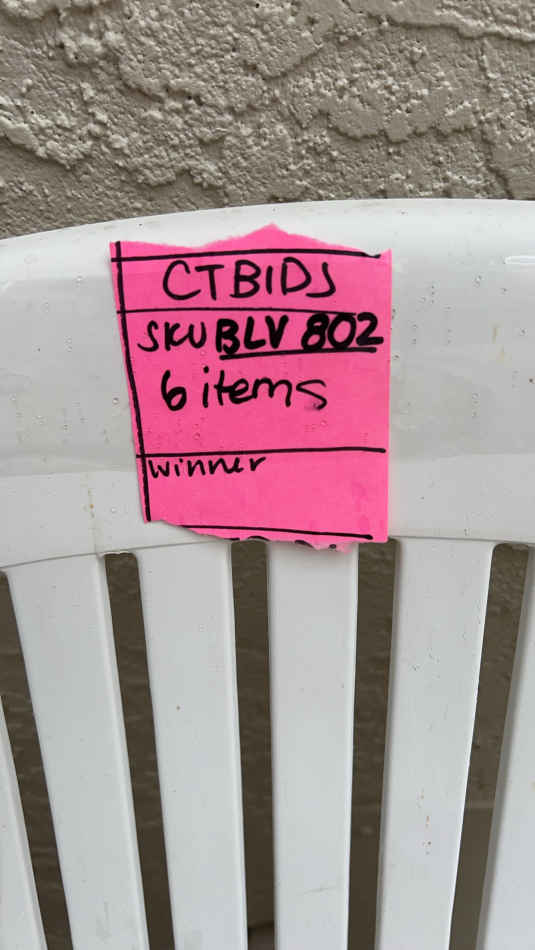 CTBIDS
SKU BLV 802
6 items
winner